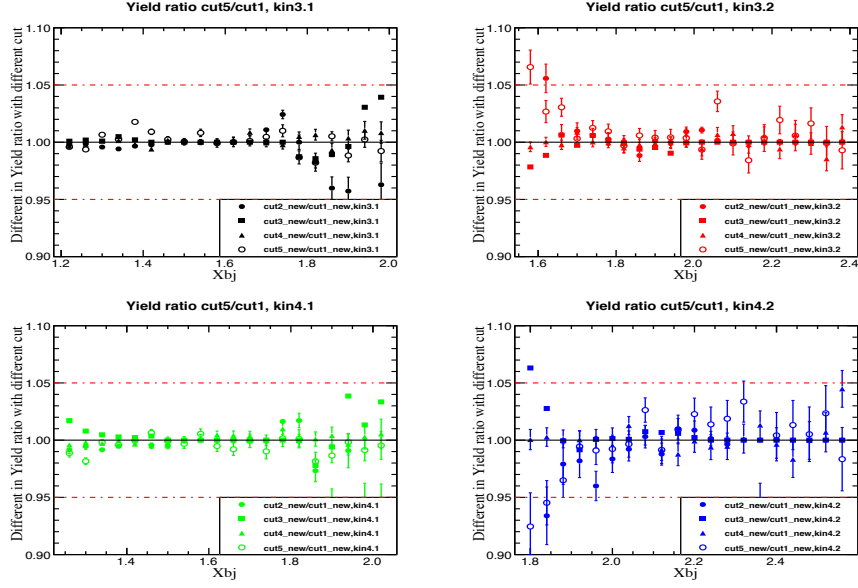 Yield ratio cut5/cut1, kin3.1
Different in Yield ratio with different cut
1.10
1.05
1.00
0.95
0.90
cut2_new/cut1_new,kin3.1
cut3_new/cut1_new,kin3.1
cut4_new/cut1_new,kin3.1
cut5_new/cut1_new,kin3.1
1.2 1.4 1.6 1.8 2.0
Xbj
Yield ratio cut5/cut1, kin3.2
Different in Yield ratio with different cut
1.10
1.05
1.00
0.95
0.90
cut2_new/cut1_new,kin3.2
cut3_new/cut1_new,kin3.2
cut4_new/cut1_new,kin3.2
cut5_new/cut1_new,kin3.2
1.6 1.8 2.0 2.2 2.4
Xbj
Yield ratio cut5/cut1, kin4.1
Different in Yield ratio with different cut
1.10
1.05
1.00
0.95
0.90
cut2_new/cut1_new,kin4.1
cut3_new/cut1_new,kin4.1
cut4_new/cut1_new,kin4.1
cut5_new/cut1_new,kin4.1
1.4 1.6 1.8 2.0
Xbj
Yield ratio cut5/cut1, kin4.2
Different in Yield ratio with different cut
1.10
1.05
1.00
0.95
0.90
cut2_new/cut1_new,kin4.2
cut3_new/cut1_new,kin4.2
cut4_new/cut1_new,kin4.2
cut5_new/cut1_new,kin4.2
1.8 2.0 2.2 2.4
Xbj